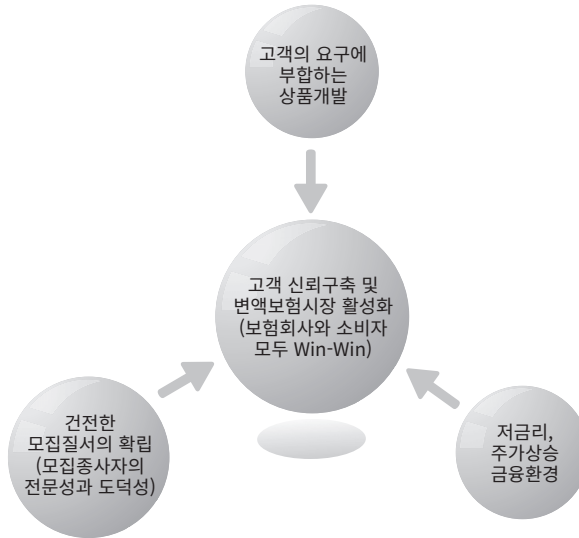 고객의 요구에
부합하는
상품개발
고객 신뢰구축 및
변액보험시장 활성화
(보험회사와 소비자
모두 Win-Win)
건전한
모집질서의 확립
(모집종사자의
전문성과 도덕성)
저금리,
주가상승
금융환경